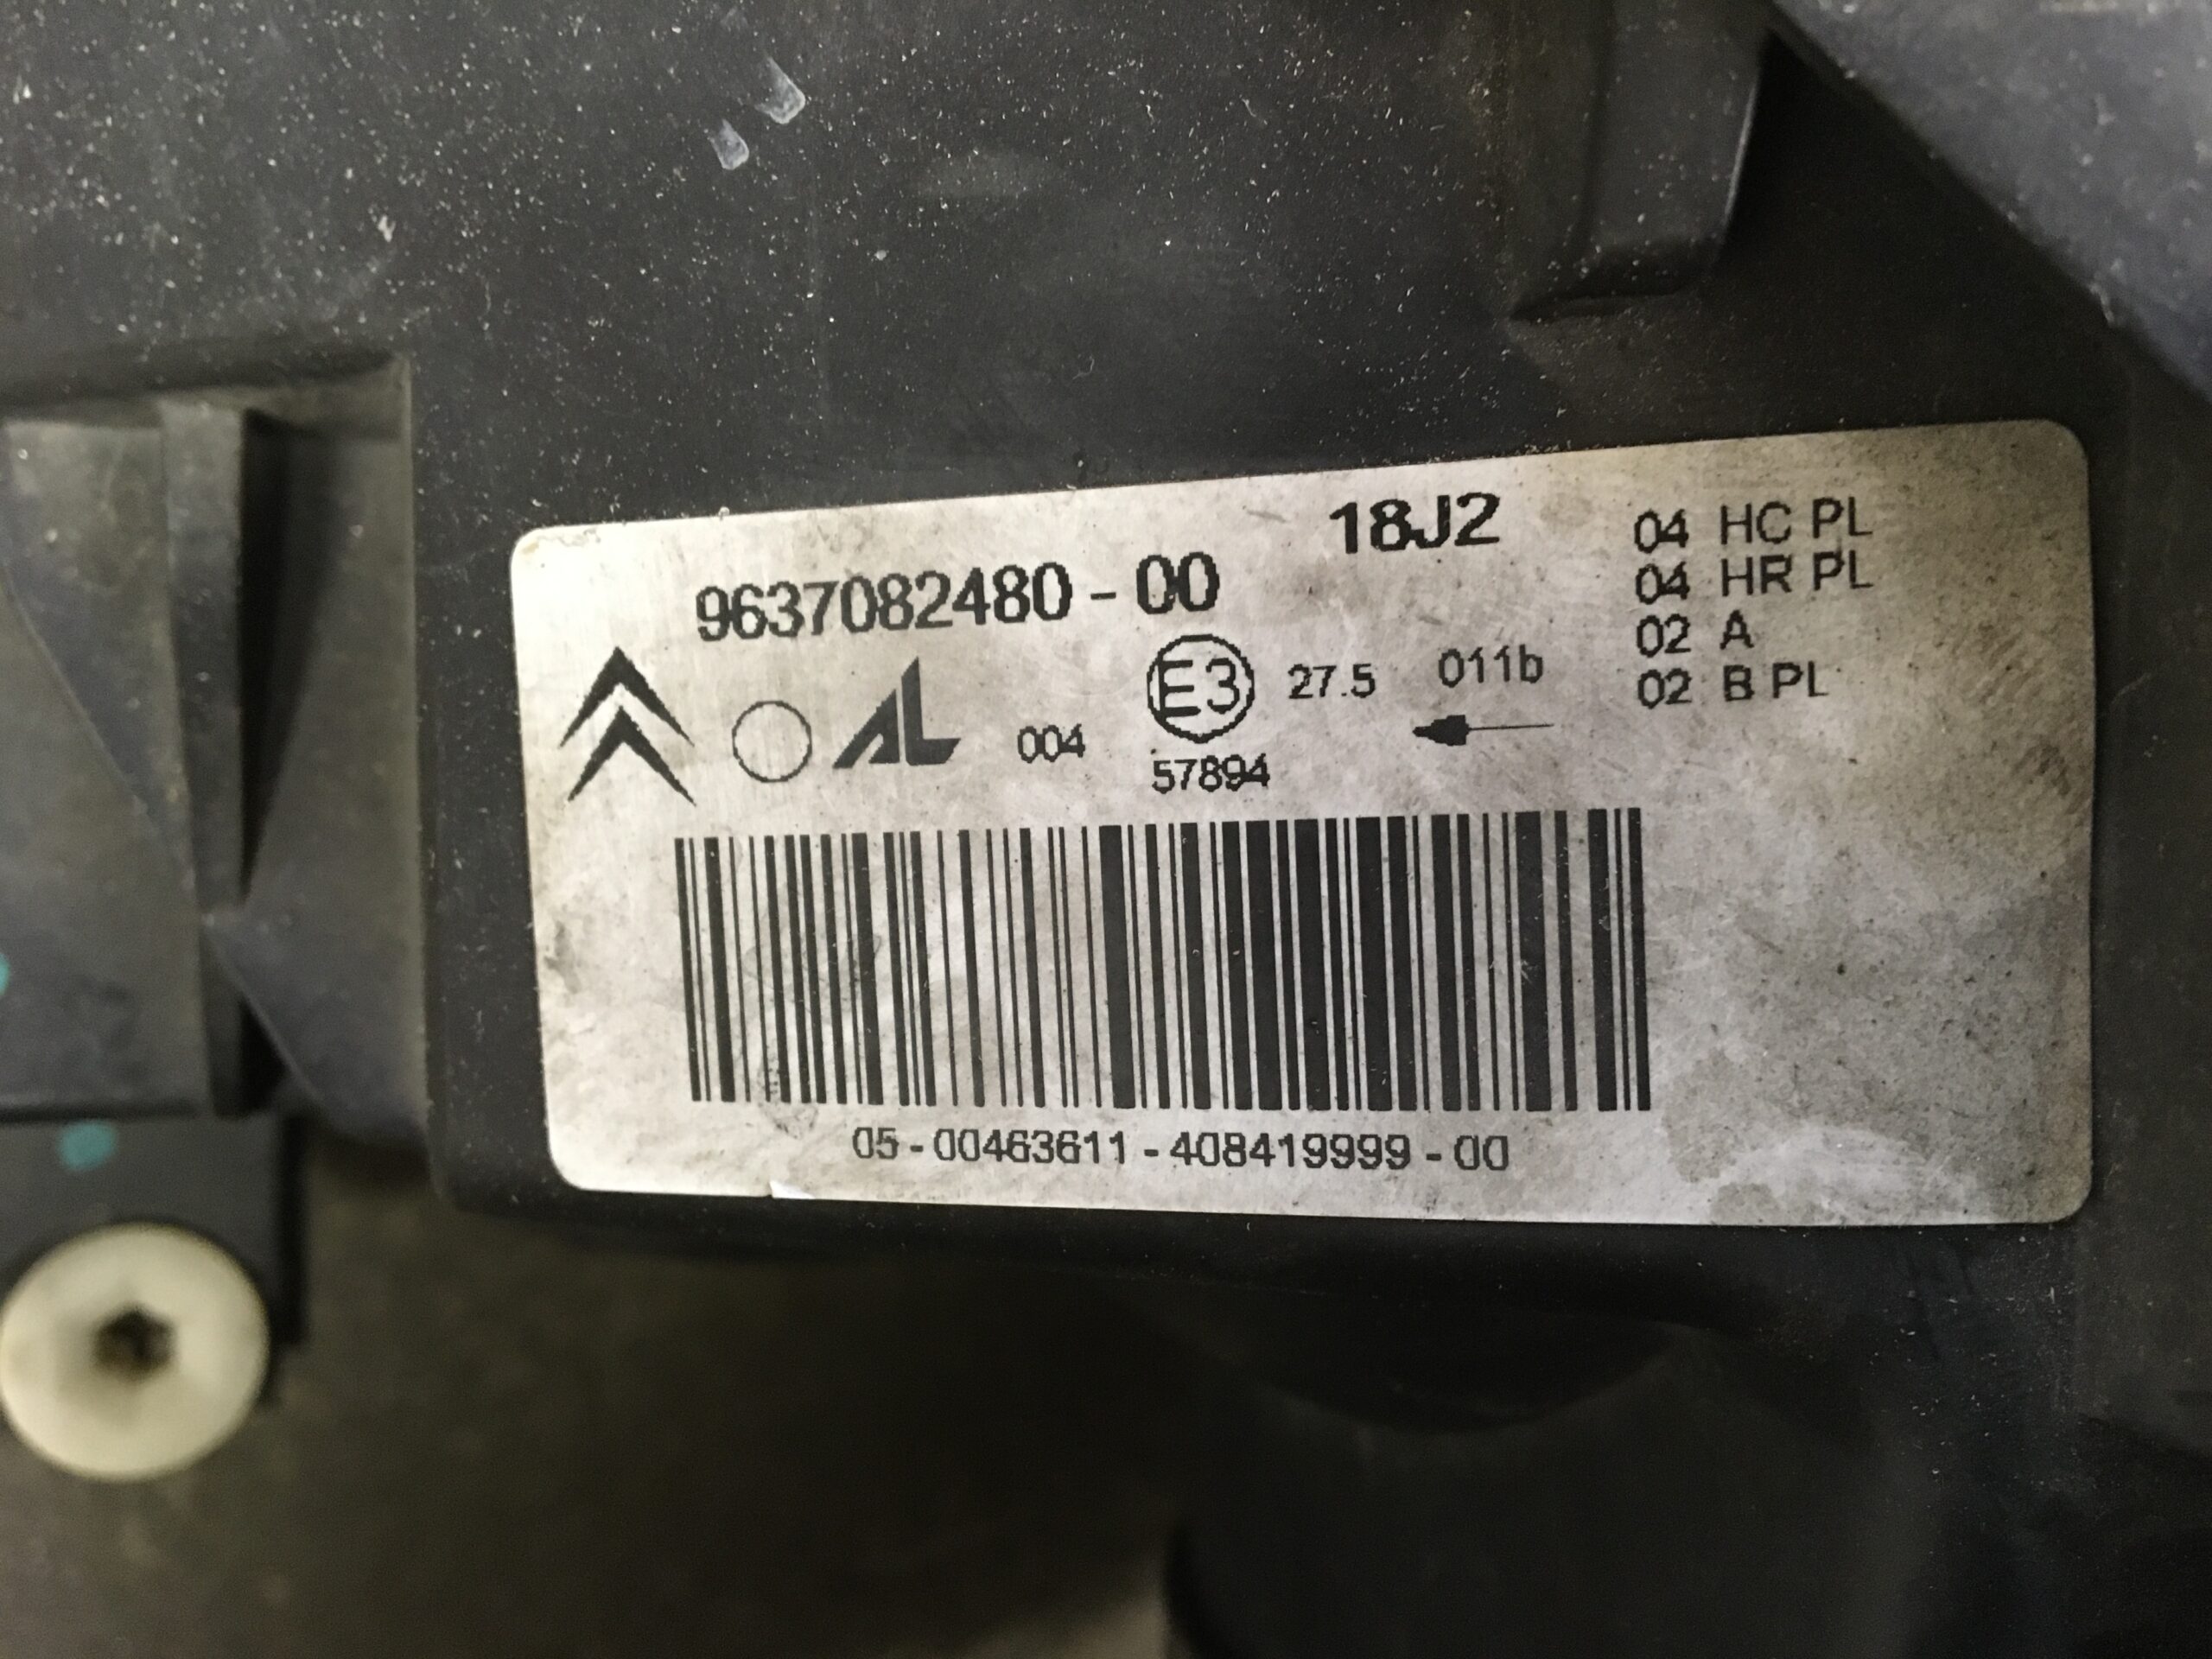 18J2
9637082480-00
04 HC PL
04 HR PL
02 A
02 B PL
AL
004
E3
57894
27.5
011b
05-00463611-408419999-00